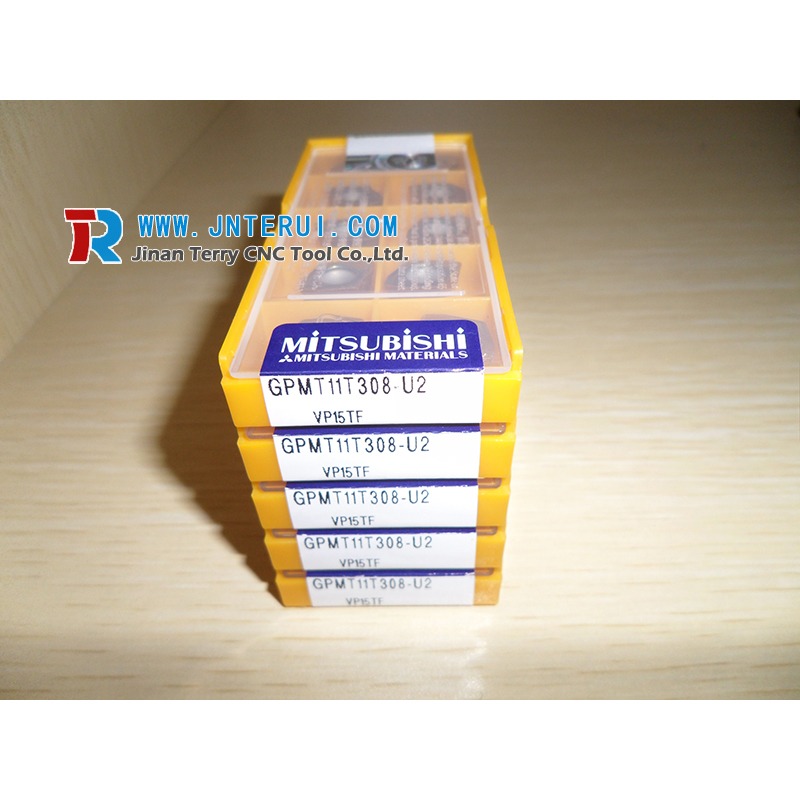 WWW.JNTERUI.COM
TR
Jinan Terry CNC Tool Co.,Ltd.
MITSUBISHI
MITSUBISHI MATERIALS
GPMT11T308-U2
VP15TF
GPMT11T308-U2
VP15TF
GPMT11T308-U2
VP15TF
GPMT11T308-U2
VP15TF
GPMT11T308-U2
VP15TF